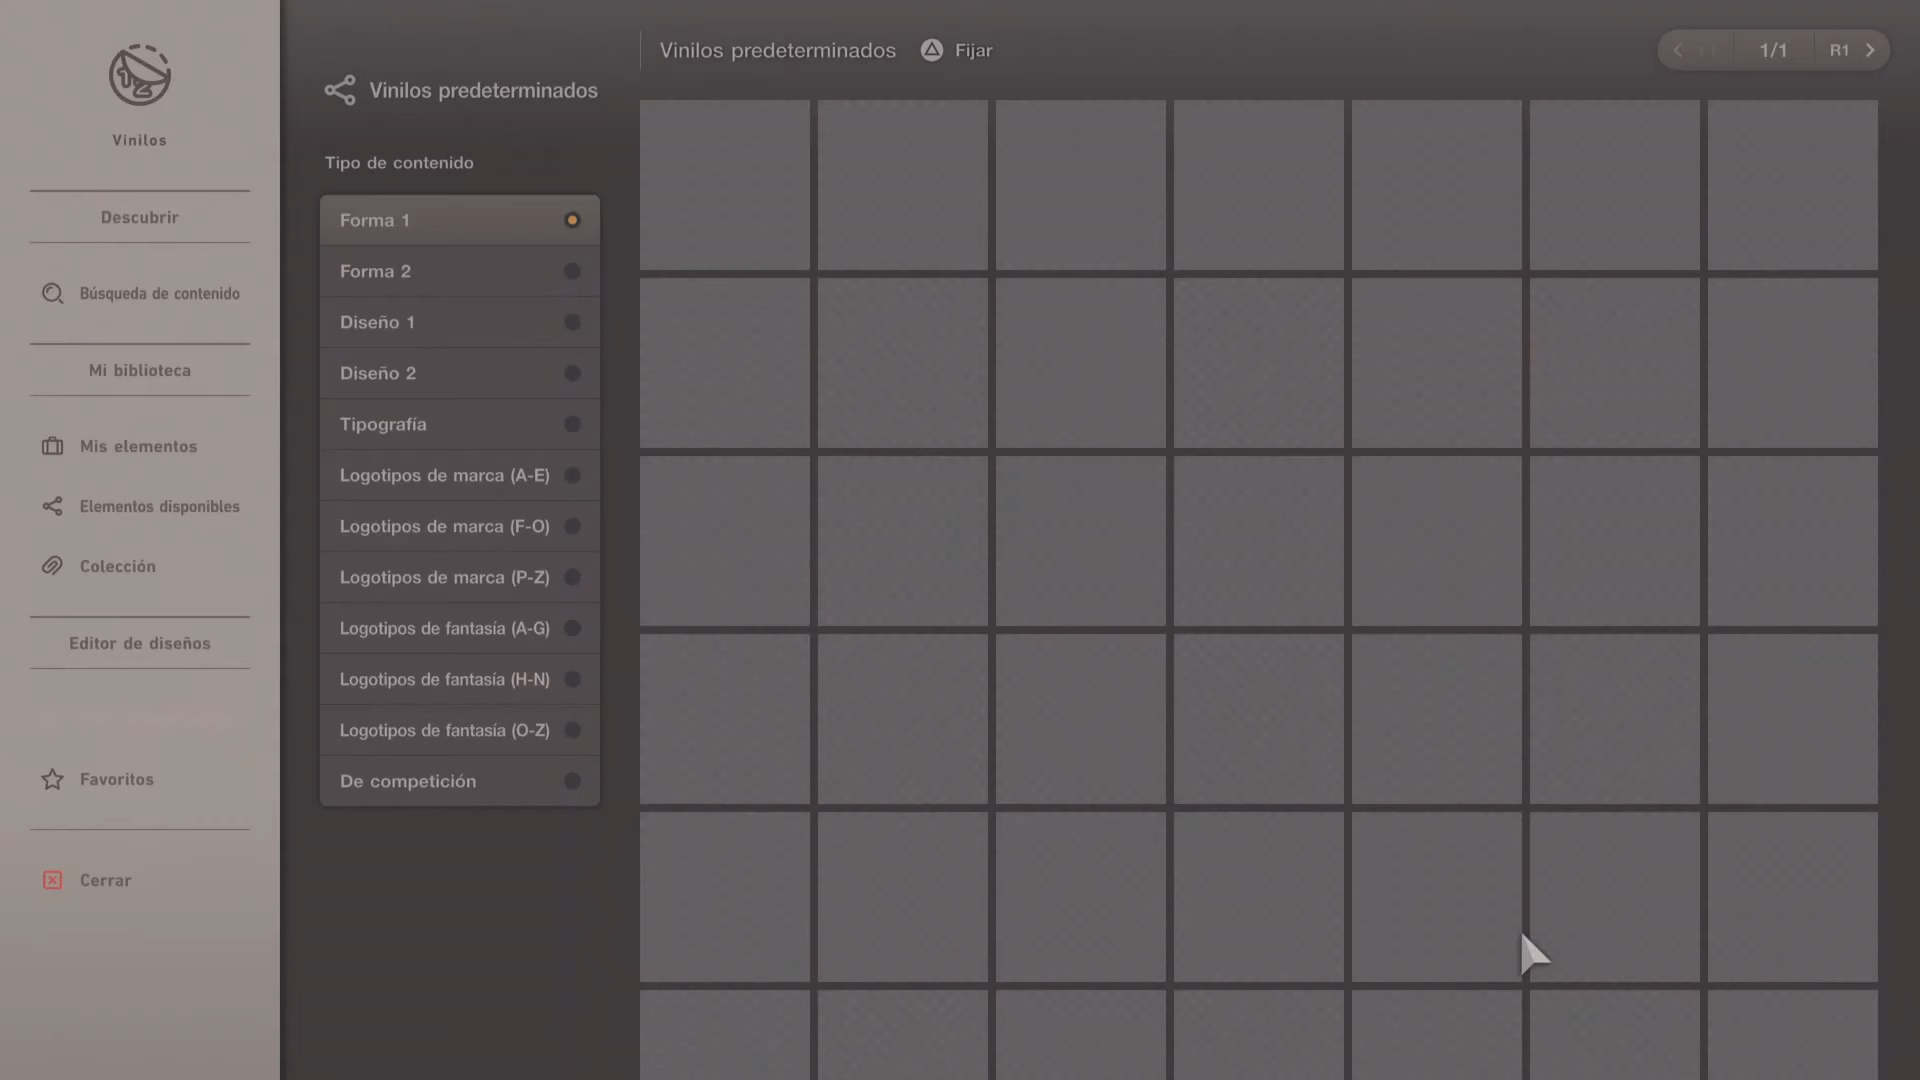 Vinilos
Descubrir
Búsqueda de contenido
Mi biblioteca
Mis elementos
Elementos disponibles
Colección
Editor de diseños
Favoritos
Cerrar
Vinilos predeterminados
Tipo de contenido
Forma 1
Forma 2
Diseño 1
Diseño 2
Tipografía
Logotipos de marca (A-E)
Logotipos de marca (F-O)
Logotipos de marca (P-Z)
Logotipos de fantasía (A-G)
Logotipos de fantasía (H-N)
Logotipos de fantasía (O-Z)
De competición
Vinilos predeterminados Fijar
1/1 R1